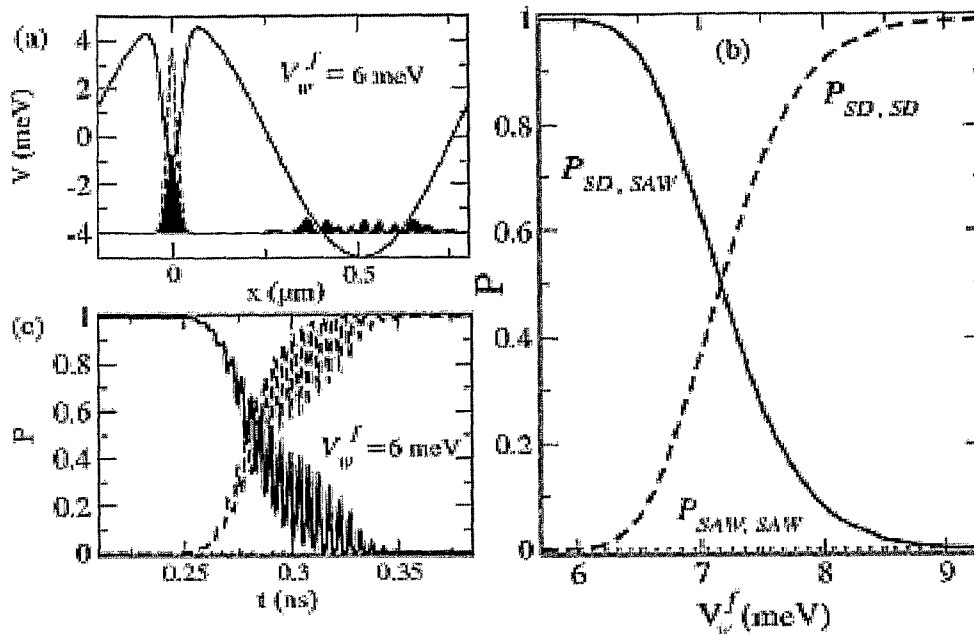 (a)
V_w^f = 6 meV
V (meV)
4
2
0
-2
-4
0
0.5
x (μm)
(c)
V_w^f = 6 meV
P
1
0.8
0.6
0.4
0.2
0
0.25
0.3
0.35
t (ns)
(b)
P_SD, SD
P_SD, SAW
P_SAW, SAW
P
1
0.8
0.6
0.4
0.2
0
6
7
8
9
V_w^f (meV)